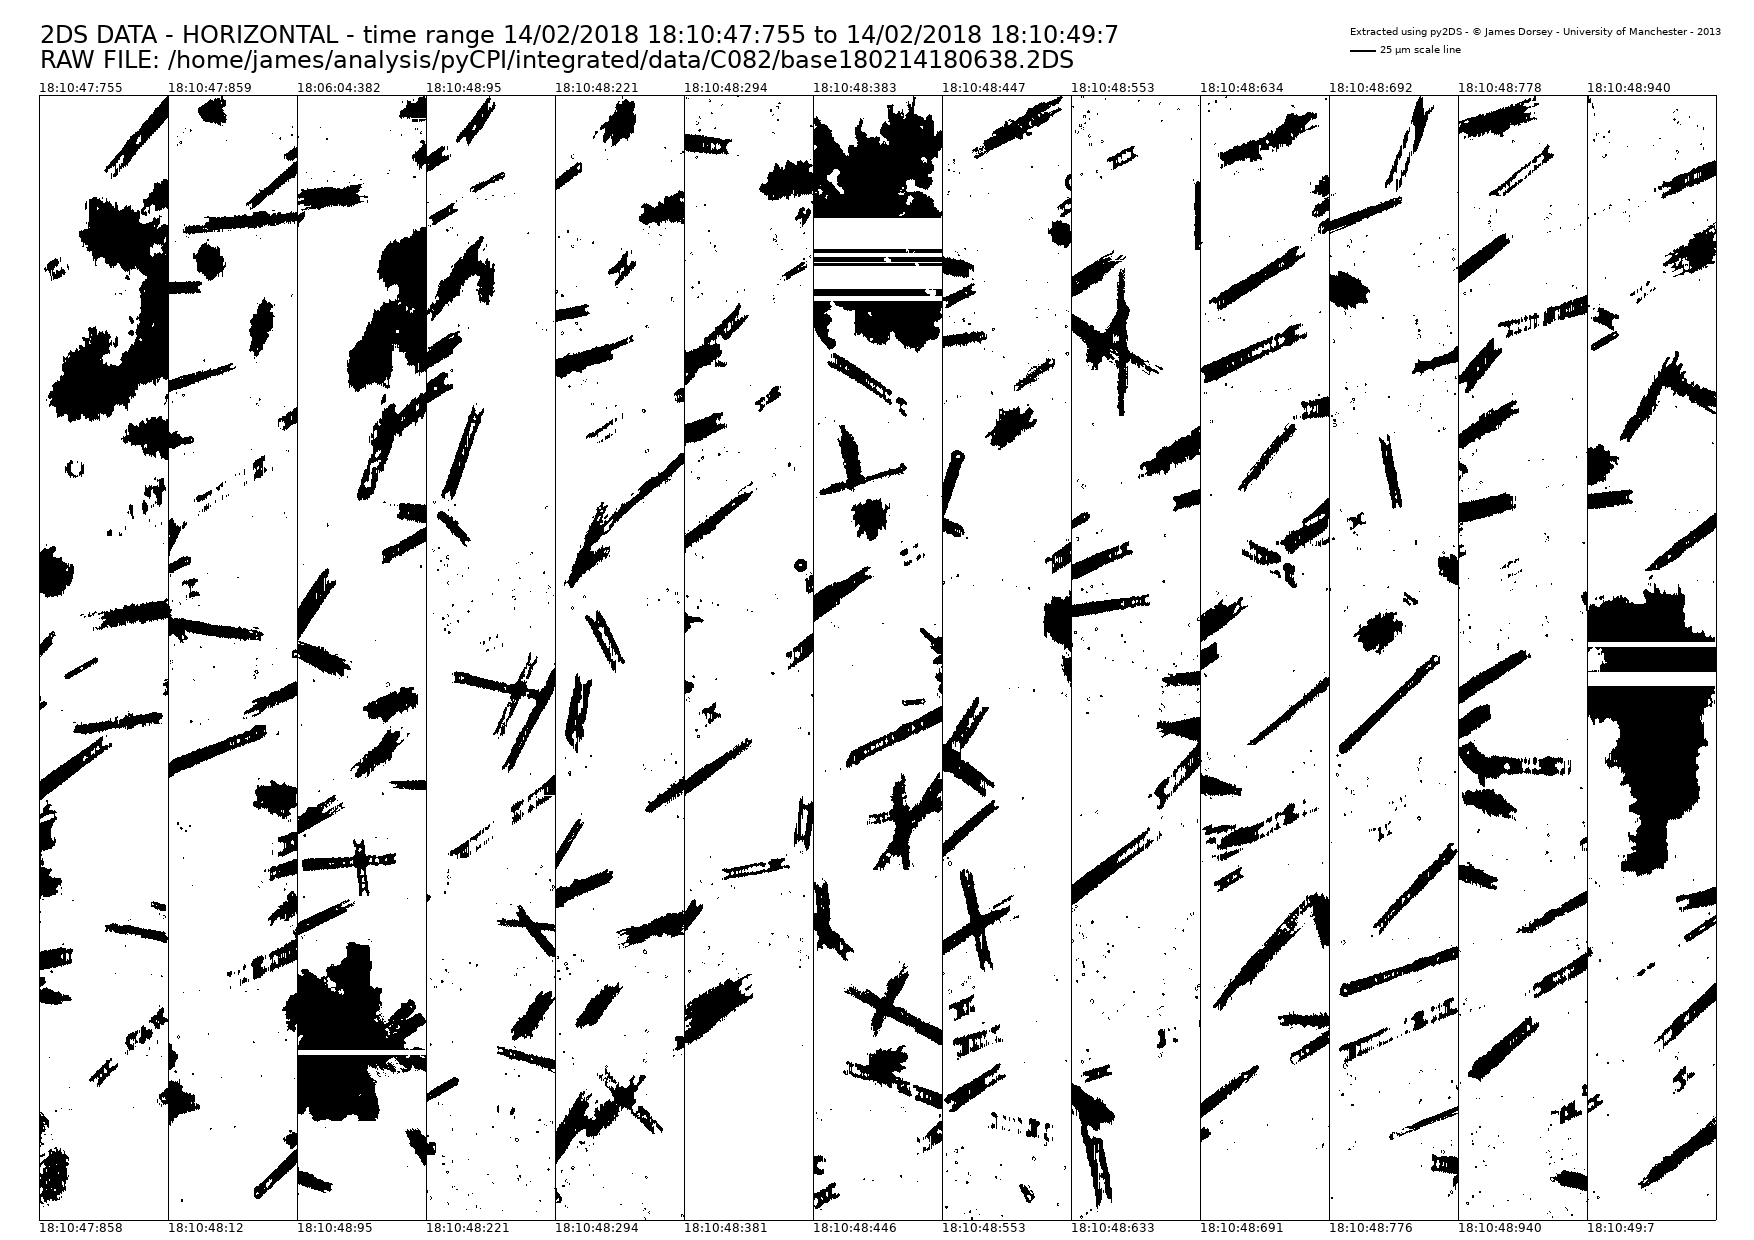 2DS DATA - HORIZONTAL - time range 14/02/2018 18:10:47:755 to 14/02/2018 18:10:49:7
RAW FILE: /home/james/analysis/pyCPI/integrated/data/C082/base180214180638.2DS
Extracted using py2DS - © James Dorsey - University of Manchester - 2013
25 µm scale line
18:10:47:755 18:10:47:859 18:06:04:382 18:10:48:95 18:10:48:221 18:10:48:294 18:10:48:383 18:10:48:447 18:10:48:553 18:10:48:634 18:10:48:692 18:10:48:778 18:10:48:940
18:10:47:858 18:10:48:12 18:10:48:95 18:10:48:221 18:10:48:294 18:10:48:381 18:10:48:446 18:10:48:553 18:10:48:633 18:10:48:691 18:10:48:776 18:10:48:940 18:10:49:7